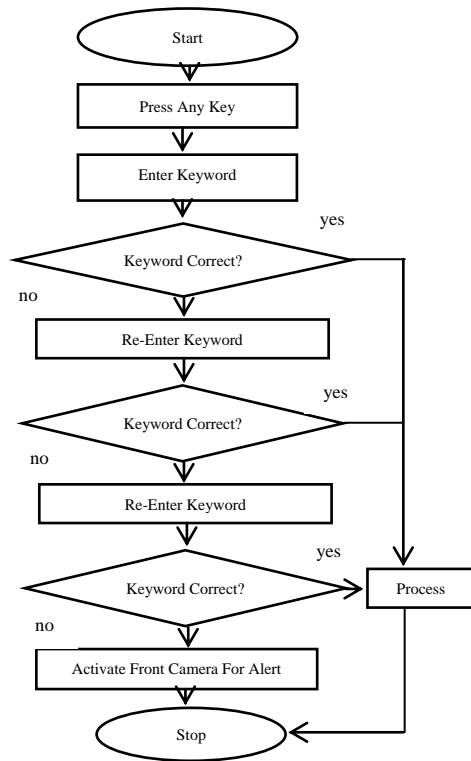 Start
Press Any Key
Enter Keyword
yes
Keyword Correct?
no
Re-Enter Keyword
yes
Keyword Correct?
no
Re-Enter Keyword
yes
Keyword Correct?
Process
no
Activate Front Camera For Alert
Stop